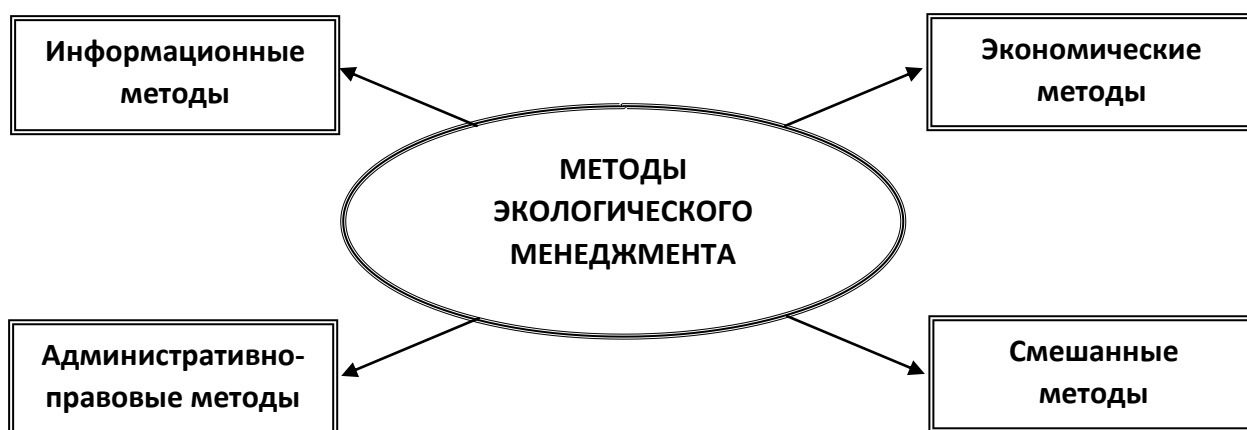 Информационные
методы
Экономические
методы
МЕТОДЫ
ЭКОЛОГИЧЕСКОГО
МЕНЕДЖМЕНТА
Административно-
правовые методы
Смешанные
методы